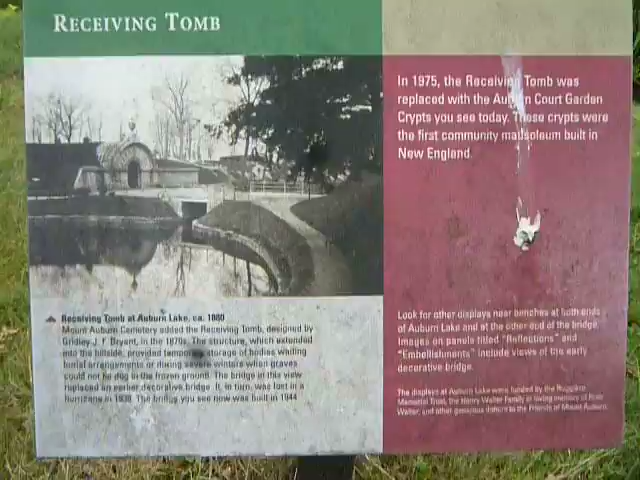 RECEIVING TOMB
In 1975, the Receiving Tomb was
replaced with the Auburn Court Garden
Crypts you see today. These crypts were
the first community mausoleum built in
New England.
Receiving Tomb at Auburn Lake, ca. 1880
Mount Auburn Cemetery added the Receiving Tomb, designed by
Gridley J. F. Bryant, in the 1870s. The structure, which extended
into the hillside, provided temporary storage of bodies waiting
burial arrangements or during severe winters when graves
could not be dug in the frozen ground. The bridge in this view
replaced an earlier decorative bridge. It, in turn, was lost in a
hurricane in 1938. The bridge you see now was built in 1944
Look for other displays near benches at both ends
of Auburn Lake and at the other end of the bridge.
Images on panels titled "Reflections" and
"Embellishments" include views of the early
decorative bridge.
The displays at Auburn Lake were funded by the Ruggiero
Memorial Trust, the Henry Walter Family in loving memory of
Walter, and other generous donors to the Friends of Mount Auburn.